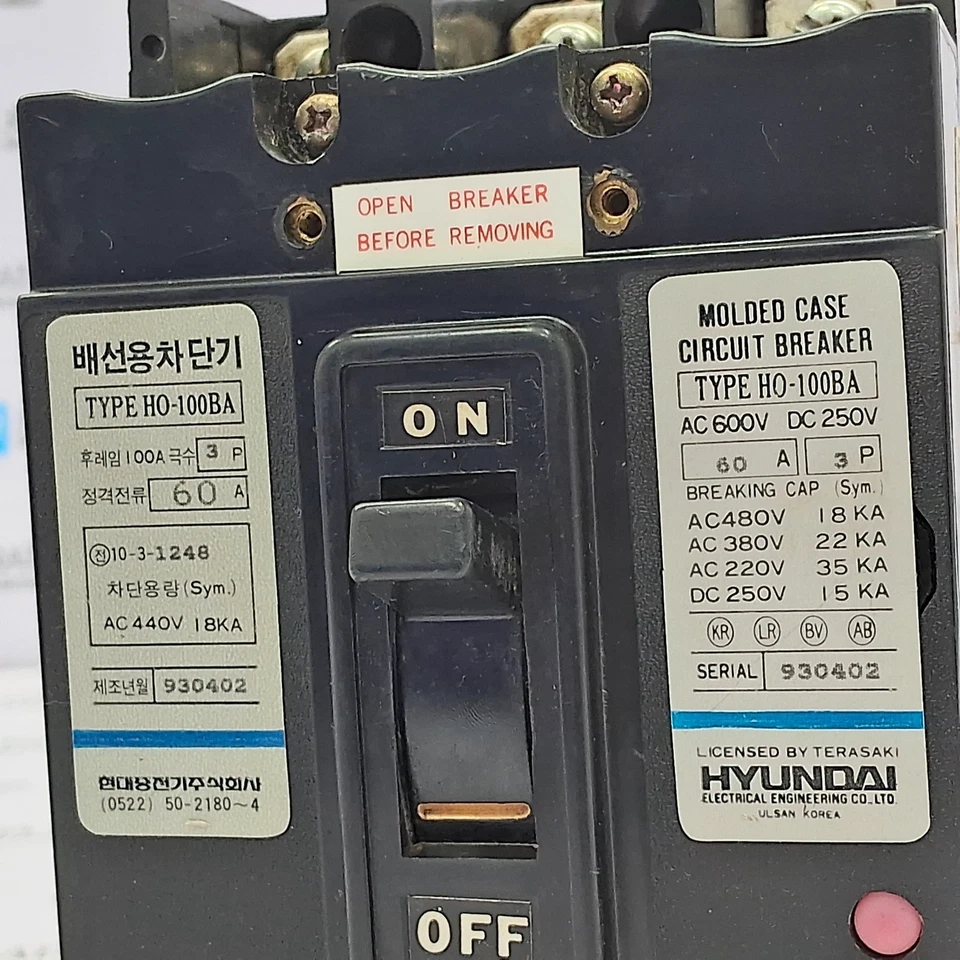 OPEN BREAKER
BEFORE REMOVING
배선용차단기
TYPE HO-100BA
후레임 100A 극수 3 P
정격전류 60 A
전 10-3-1248
차단용량 (Sym.)
AC 440V 18KA
제조년월 930402
현대중전기주식회사
(0522) 50-2180~4
ON
OFF
MOLDED CASE
CIRCUIT BREAKER
TYPE HO-100BA
AC 600V DC 250V
60 A 3 P
BREAKING CAP (Sym.)
AC480V 18 KA
AC 380V 22 KA
AC 220V 35 KA
DC 250V 15 KA
KR LR BV AB
SERIAL 930402
LICENSED BY TERASAKI
HYUNDAI
ELECTRICAL ENGINEERING CO., LTD.
ULSAN KOREA